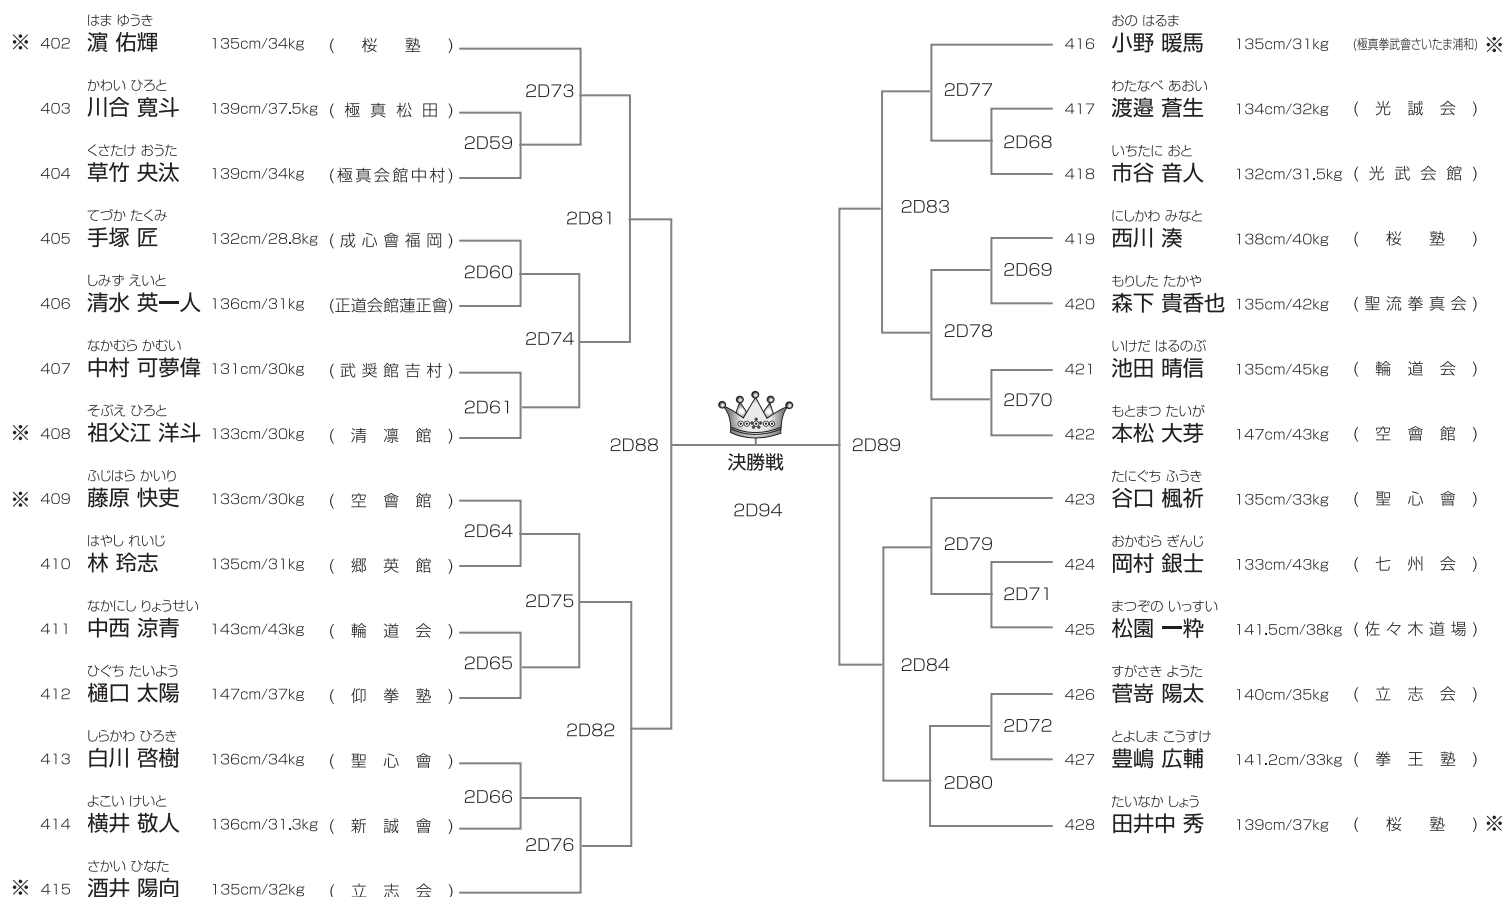 はま ゆうき
※ 402 濵 佑輝 135cm/34kg ( 桜 塾 )
かわい ひろと
403 川合 寛斗 139cm/37.5kg ( 極 真 松 田 )
くさたけ おうた
404 草竹 央汰 139cm/34kg (極真会館中村)
てづか たくみ
405 手塚 匠 132cm/28.8kg ( 成 心 會 福 岡 )
しみず えいと
406 清水 英一人 136cm/31kg (正道会館蓮正會)
なかむら かむい
407 中村 可夢偉 131cm/30kg ( 武 奨 館 吉 村 )
そぶえ ひろと
※ 408 祖父江 洋斗 133cm/30kg ( 清 凛 館 )
ふじはら かいり
※ 409 藤原 快吏 133cm/30kg ( 空 會 館 )
はやし れいじ
410 林 玲志 135cm/31kg ( 郷 英 館 )
なかにし りょうせい
411 中西 涼青 143cm/43kg ( 輪 道 会 )
ひぐち たいよう
412 樋口 太陽 147cm/37kg ( 仰 拳 塾 )
しらかわ ひろき
413 白川 啓樹 136cm/34kg ( 聖 心 會 )
よこい けいと
414 横井 敬人 136cm/31.3kg ( 新 誠 會 )
さかい ひなた
※ 415 酒井 陽向 135cm/32kg ( 立 志 会 )
2D73
2D59
2D81
2D60
2D74
2D61
2D88
2D64
2D75
2D65
2D82
2D66
2D76
決勝戦
2D94
2D77
2D68
2D83
2D69
2D78
2D70
2D89
2D79
2D71
2D84
2D72
2D80
おの はるま
416 小野 暖馬 135cm/31kg (極真拳武會さいたま浦和) ※
わたなべ あおい
417 渡邉 蒼生 134cm/32kg ( 光 誠 会 )
いちたに おと
418 市谷 音人 132cm/31.5kg ( 光 武 会 館 )
にしかわ みなと
419 西川 湊 138cm/40kg ( 桜 塾 )
もりした たかや
420 森下 貴香也 135cm/42kg ( 聖 流 拳 真 会 )
いけだ はるのぶ
421 池田 晴信 135cm/45kg ( 輪 道 会 )
もとまつ たいが
422 本松 大芽 147cm/43kg ( 空 會 館 )
たにぐち ふうき
423 谷口 楓祈 135cm/33kg ( 聖 心 會 )
おかむら ぎんじ
424 岡村 銀士 133cm/43kg ( 七 州 会 )
まつぞの いっすい
425 松園 一粋 141.5cm/38kg ( 佐 々 木 道 場 )
すがさき ようた
426 菅嵜 陽太 140cm/35kg ( 立 志 会 )
とよしま こうすけ
427 豊嶋 広輔 141.2cm/33kg ( 拳 王 塾 )
たいなか しょう
428 田井中 秀 139cm/37kg ( 桜 塾 ) ※